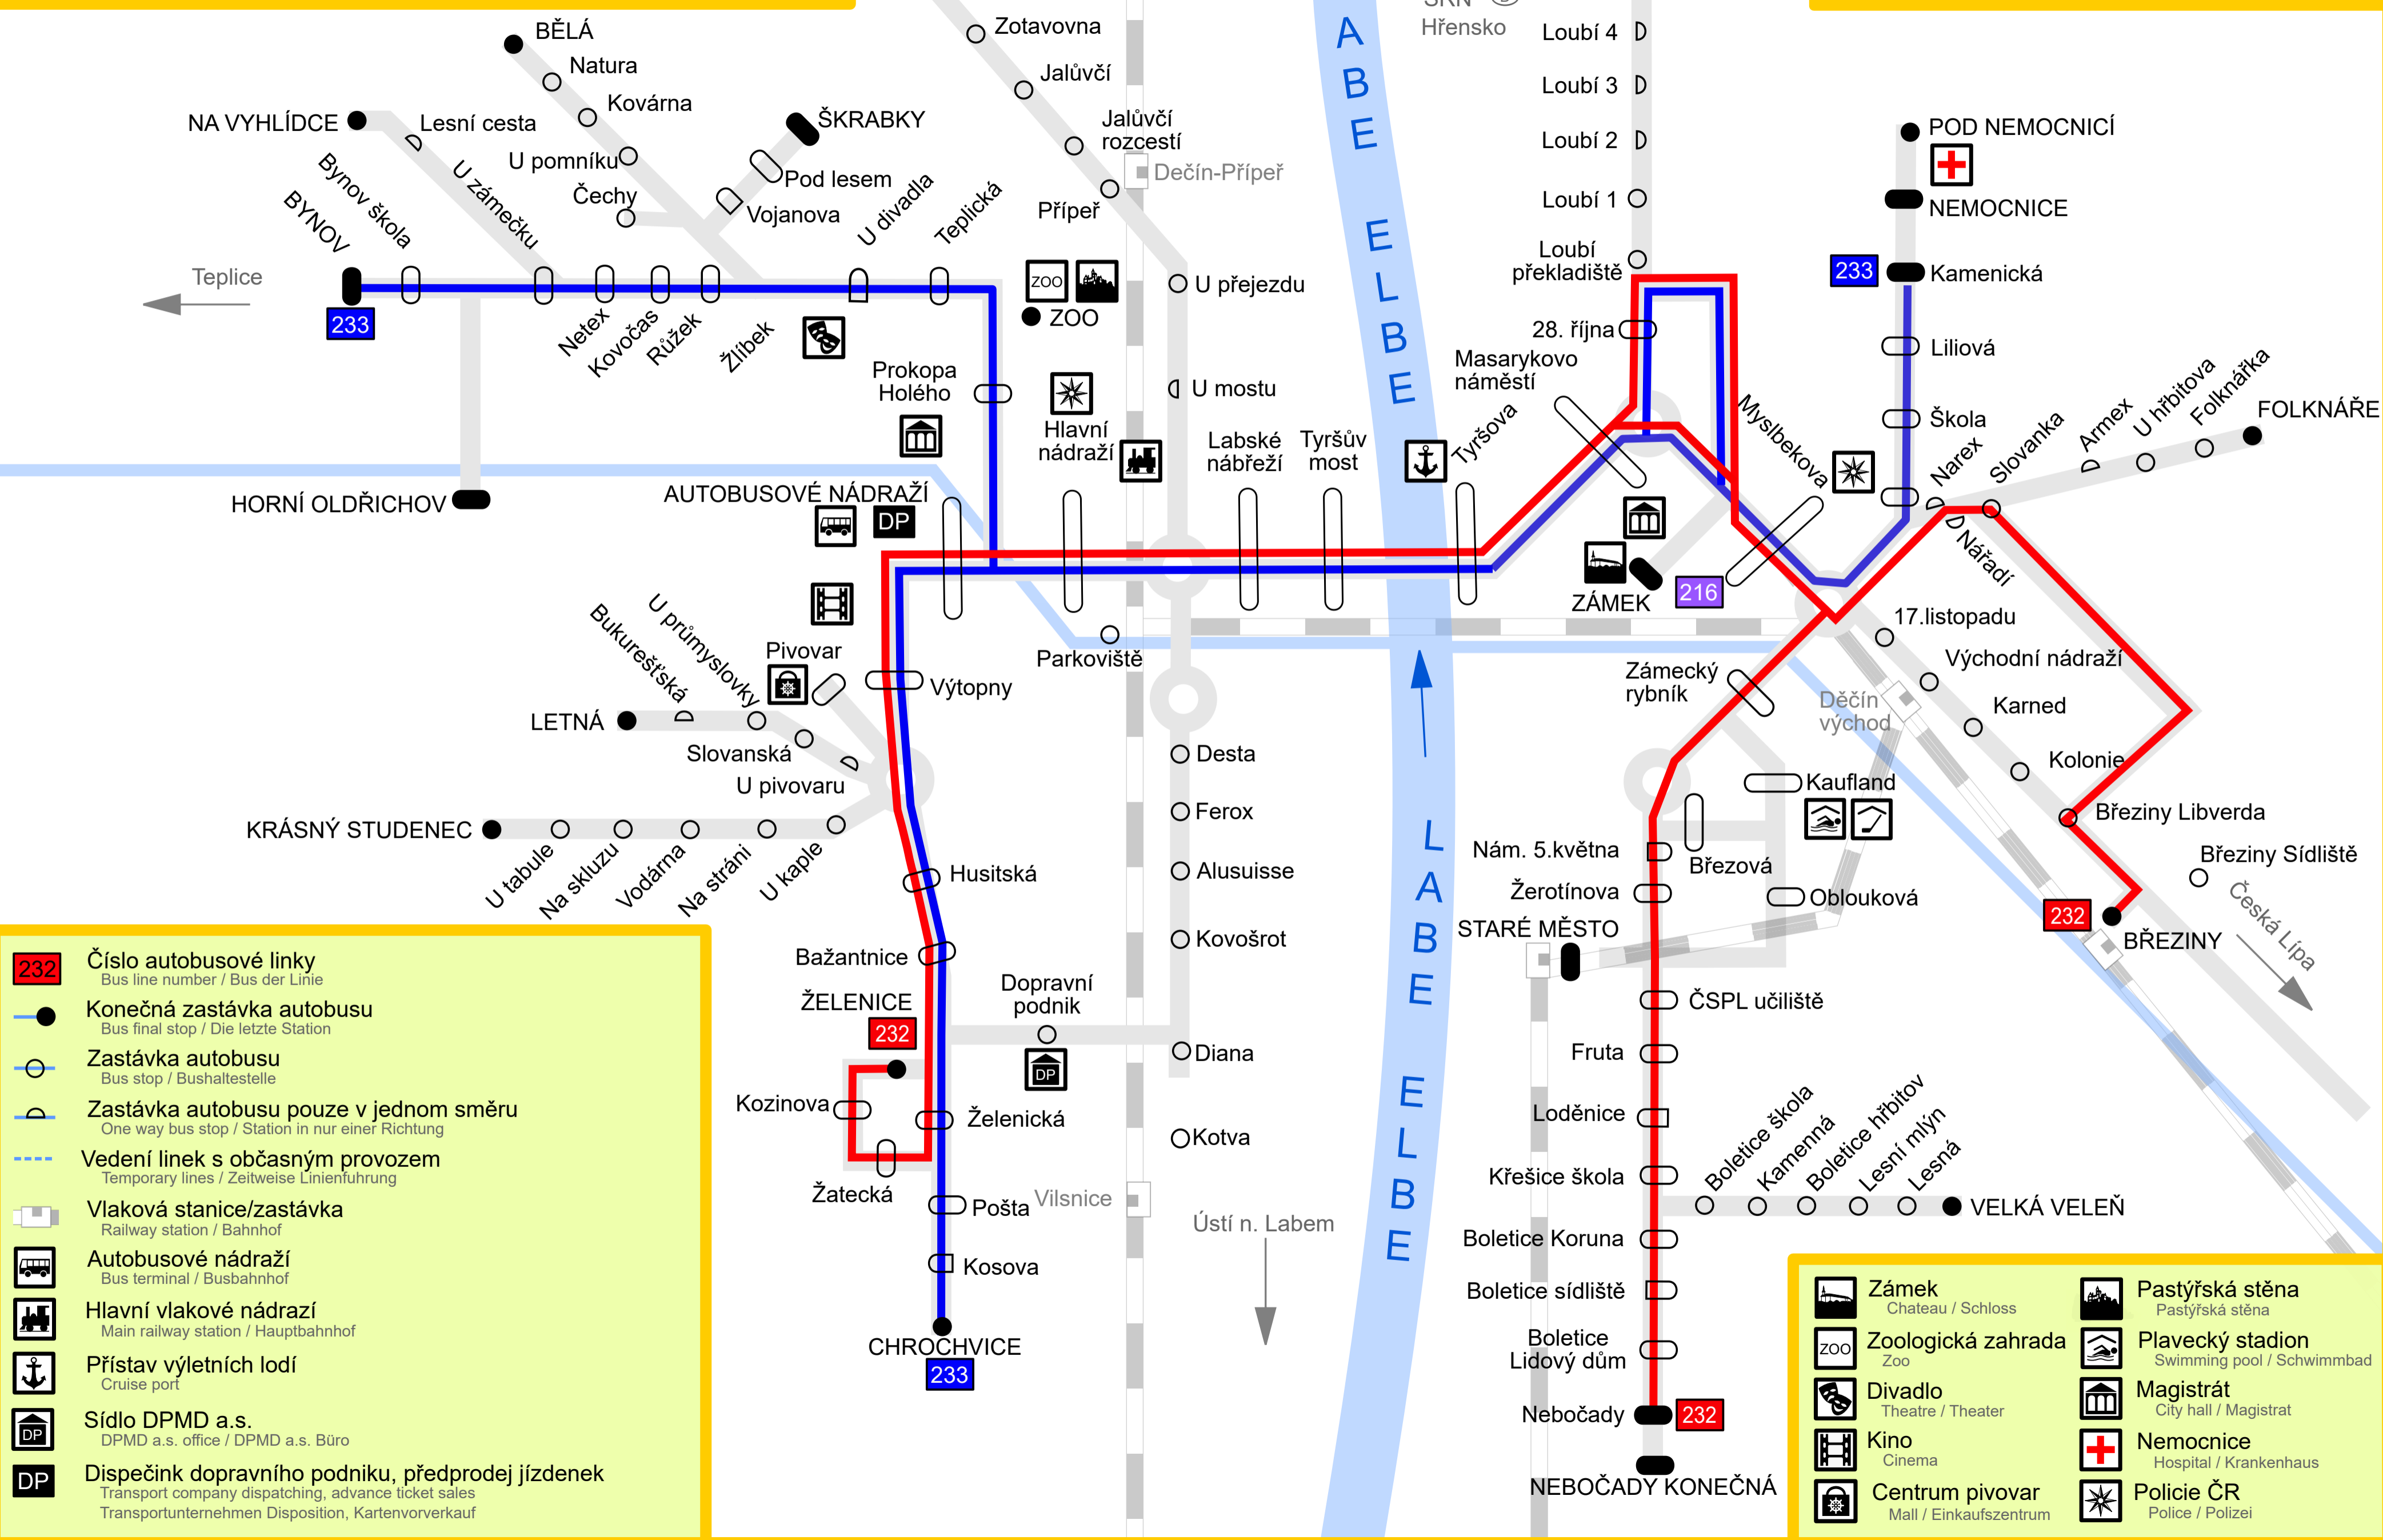 BĚLÁ
Natura
Kovárna
NA VYHLÍDCE
Lesní cesta
U pomníku
Čechy
ŠKRABKY
Pod lesem
Vojanova
BYNOV
Bynov škola
U zámečku
U divadla
Teplická
Teplice
233
Netex
Kovočas
Růžek
Žlíbek
Zotavovna
Jalůvčí
Jalůvčí
rozcestí
Dečín-Přípeř
Přípeř
ZOO
ZOO
U přejezdu
Prokopa
Holého
Hlavní
nádraží
U mostu
Labské
nábřeží
Tyršův
most
HORNÍ OLDŘICHOV
AUTOBUSOVÉ NÁDRAŽÍ
DP
Parkoviště
LABE ELBE
LABE ELBE
Hřensko
Loubí 4
Loubí 3
Loubí 2
Loubí 1
Loubí
překladiště
28. října
Masarykovo
náměstí
Tyršova
Myslbekova
ZÁMEK
216
POD NEMOCNICÍ
NEMOCNICE
233
Kamenická
Liliová
Škola
Narex
Slovanka
Nářadí
Armex
U hřbitova
Folknářka
FOLKNÁŘE
17.listopadu
Východní nádraží
Karned
Kolonie
Březiny Libverda
Březiny Sídliště
232
BŘEZINY
Česká Lípa
Děčín
východ
Zámecký
rybník
Kaufland
Březová
Oblouková
Nám. 5.května
Žerotínova
STARÉ MĚSTO
ČSPL učiliště
Fruta
Loděnice
Křešice škola
Boletice Koruna
Boletice sídliště
Boletice
Lidový dům
Nebočady
232
NEBOČADY KONEČNÁ
Boletice škola
Kamenná
Boletice hřbitov
Lesní mlýn
Lesná
VELKÁ VELEŇ
Bukurešťská
U průmyslovky
Pivovar
Výtopny
LETNÁ
Slovanská
U pivovaru
KRÁSNÝ STUDENEC
U tabule
Na skluzu
Vodárna
Na stráni
U kaple
Husitská
Bažantnice
ŽELENICE
232
Dopravní
podnik
DP
Kozinova
Želenická
Žatecká
Pošta
Kosova
CHROCHVICE
233
Desta
Ferox
Alusuisse
Kovošrot
Diana
Kotva
Vilsnice
Ústí n. Labem
232
Číslo autobusové linky
Bus line number / Bus der Linie
Konečná zastávka autobusu
Bus final stop / Die letzte Station
Zastávka autobusu
Bus stop / Bushaltestelle
Zastávka autobusu pouze v jednom směru
One way bus stop / Station in nur einer Richtung
Vedení linek s občasným provozem
Temporary lines / Zeitweise Linienfuhrung
Vlaková stanice/zastávka
Railway station / Bahnhof
Autobusové nádraží
Bus terminal / Busbahnhof
Hlavní vlakové nádrazí
Main railway station / Hauptbahnhof
Přístav výletních lodí
Cruise port
DP
Sídlo DPMD a.s.
DPMD a.s. office / DPMD a.s. Büro
DP
Dispečink dopravního podniku, předprodej jízdenek
Transport company dispatching, advance ticket sales
Transportunternehmen Disposition, Kartenvorverkauf
Zámek
Chateau / Schloss
ZOO
Zoologická zahrada
Zoo
Divadlo
Theatre / Theater
Kino
Cinema
Centrum pivovar
Mall / Einkaufszentrum
Pastýřská stěna
Pastýřská stěna
Plavecký stadion
Swimming pool / Schwimmbad
Magistrát
City hall / Magistrat
Nemocnice
Hospital / Krankenhaus
Policie ČR
Police / Polizei